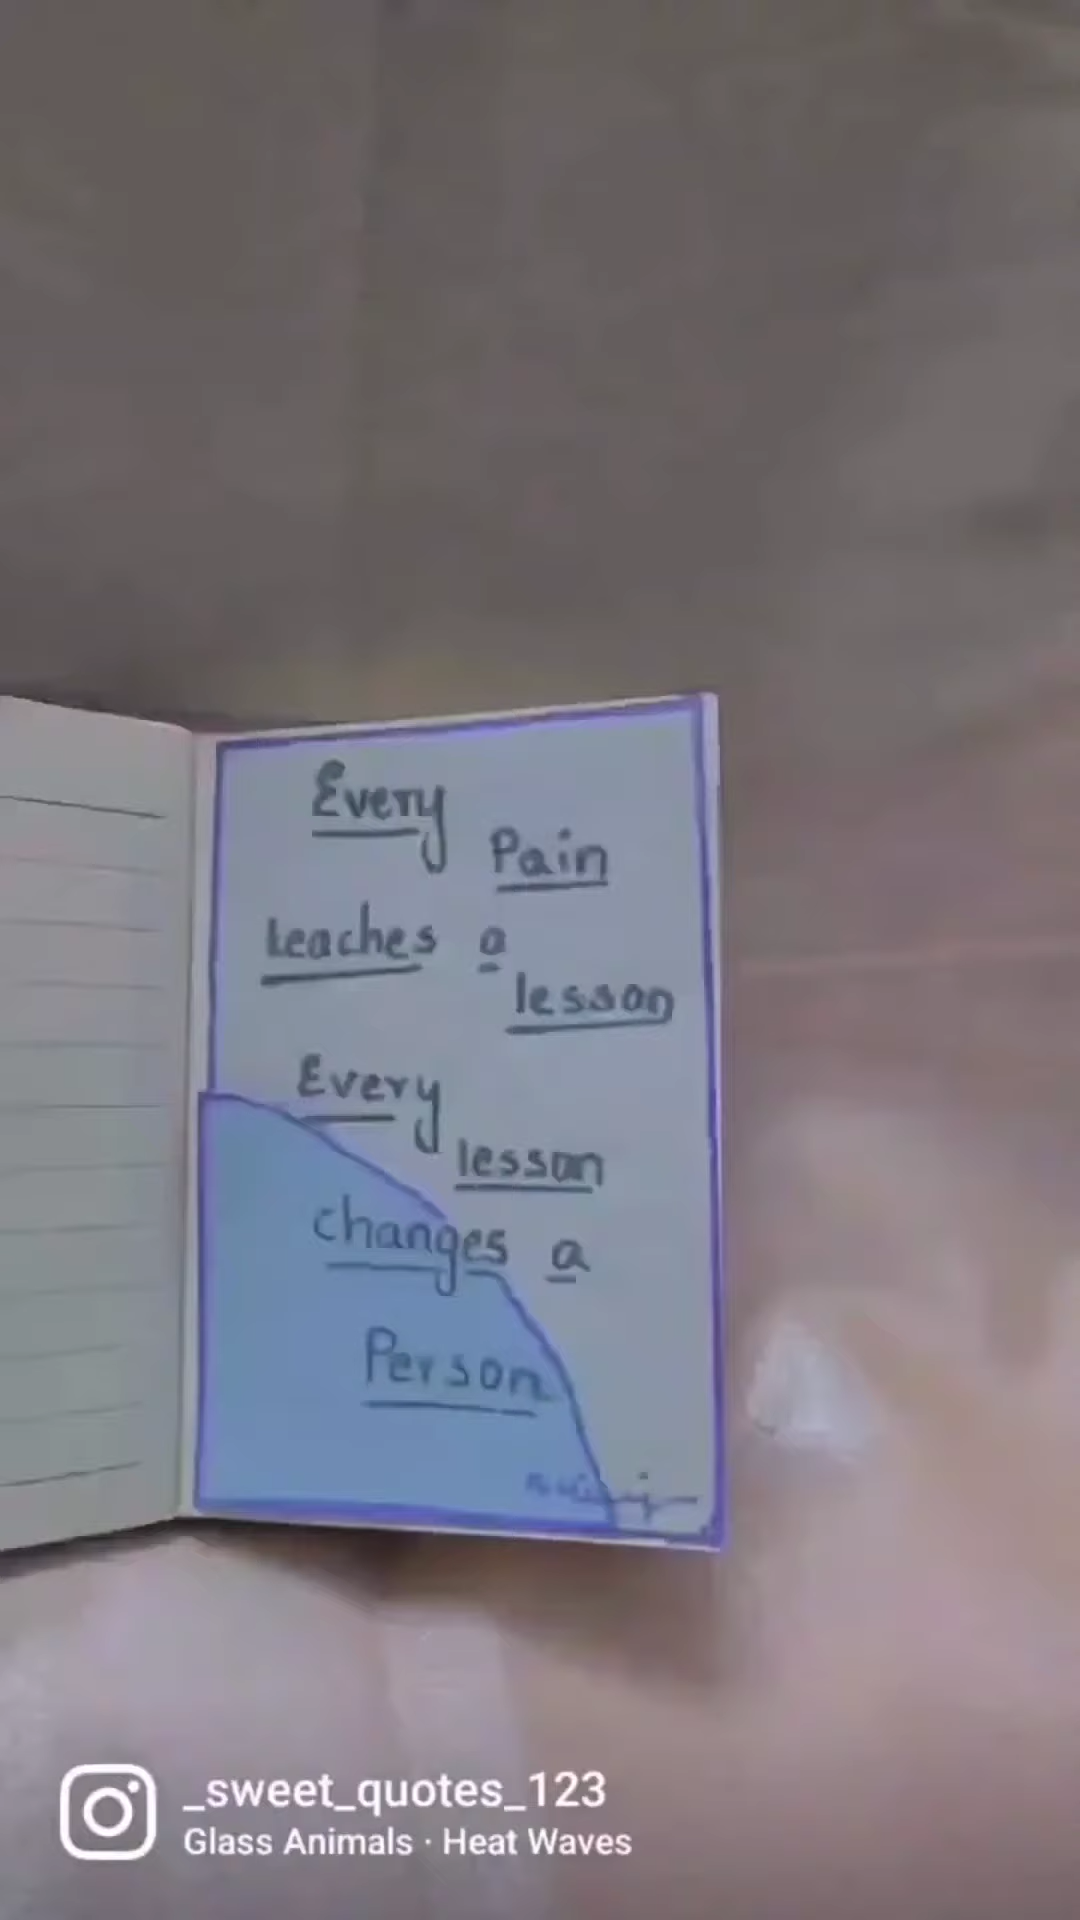 Every
Pain
teaches a
lesson
Every
lesson
changes a
Person
_sweet_quotes_123
Glass Animals · Heat Waves